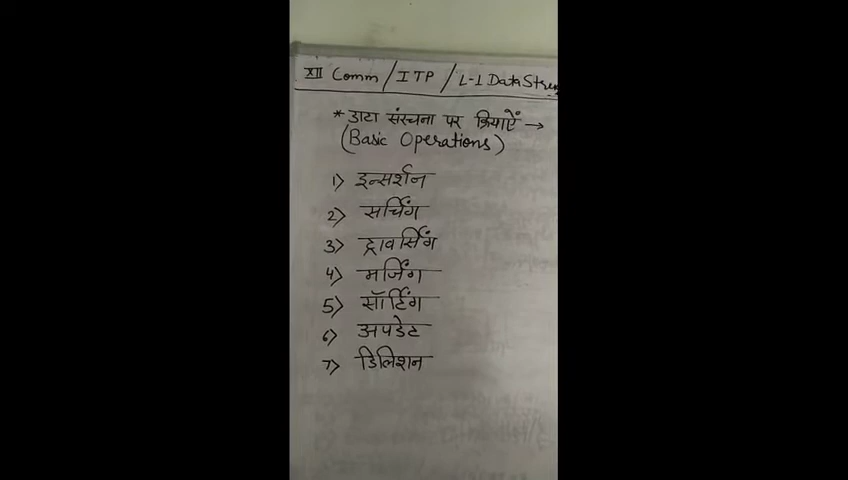 XII Comm / ITP / L-1 Data Stru
* डाटा संरचना पर क्रियाऐं →
(Basic Operations)
1) इन्सर्शन
2) सर्चिंग
3) ट्रावर्सिंग
4) मर्जिंग
5) सॉर्टिंग
6) अपडेट
7) डिलिशन